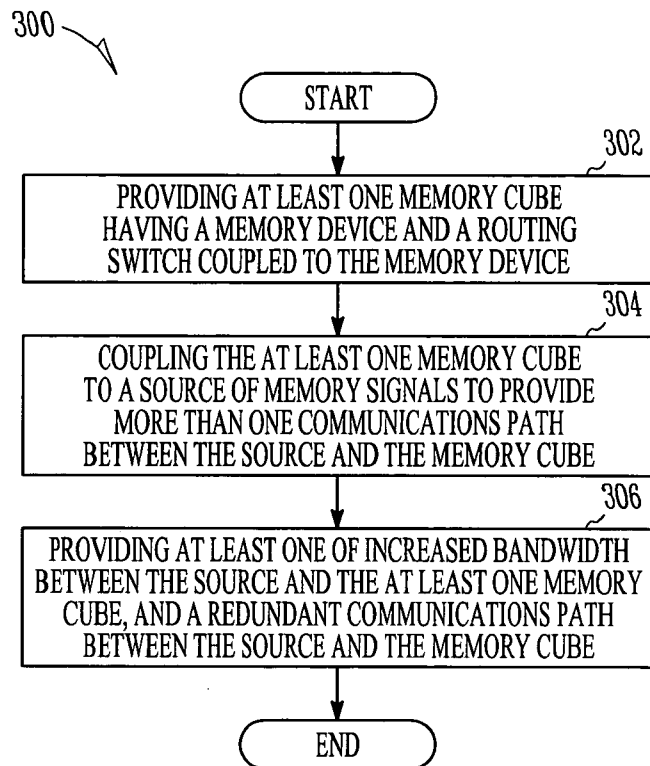 300
START
302
PROVIDING AT LEAST ONE MEMORY CUBE
HAVING A MEMORY DEVICE AND A ROUTING
SWITCH COUPLED TO THE MEMORY DEVICE
304
COUPLING THE AT LEAST ONE MEMORY CUBE
TO A SOURCE OF MEMORY SIGNALS TO PROVIDE
MORE THAN ONE COMMUNICATIONS PATH
BETWEEN THE SOURCE AND THE MEMORY CUBE
306
PROVIDING AT LEAST ONE OF INCREASED BANDWIDTH
BETWEEN THE SOURCE AND THE AT LEAST ONE MEMORY
CUBE, AND A REDUNDANT COMMUNICATIONS PATH
BETWEEN THE SOURCE AND THE MEMORY CUBE
END